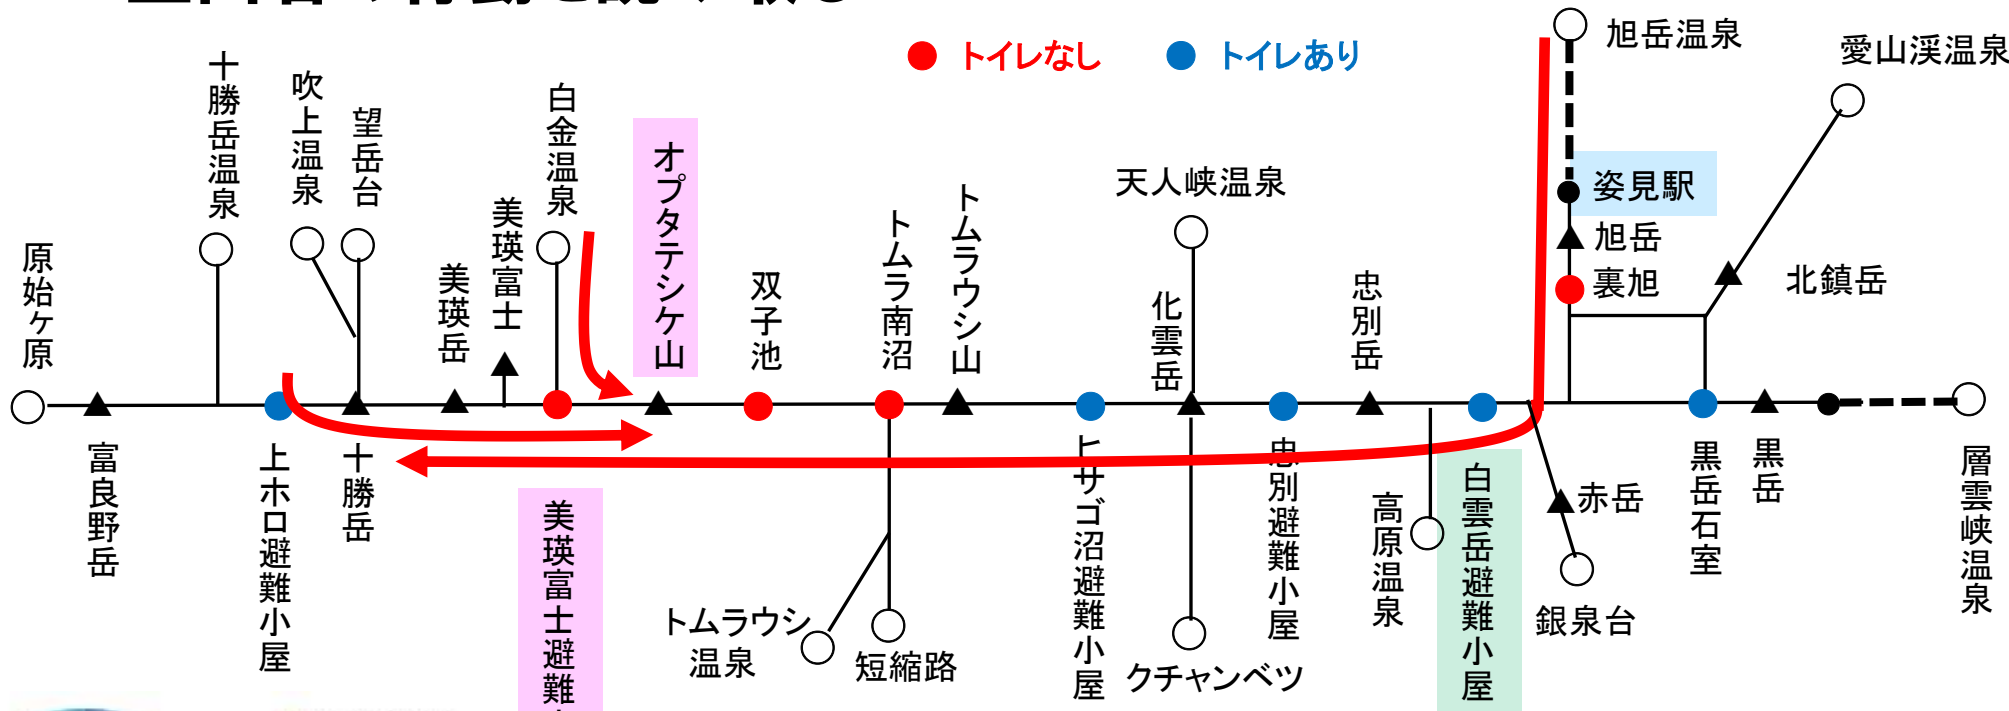 トイレなし
トイレあり
旭岳温泉
愛山渓温泉
十勝岳温泉
吹上温泉
望岳台
白金温泉
オプタテシケ山
天人峡温泉
姿見駅
旭岳
裏旭
北鎮岳
原始ヶ原
美瑛岳
美瑛富士
双子池
トムラ南沼
トムラウシ山
化雲岳
忠別岳
富良野岳
上ホロ避難小屋
十勝岳
美瑛富士避難
トムラウシ
温泉
短縮路
ヒサゴ沼避難小屋
クチャンベツ
忠別避難小屋
高原温泉
白雲岳避難小屋
赤岳
銀泉台
黒岳石室
黒岳
層雲峡温泉